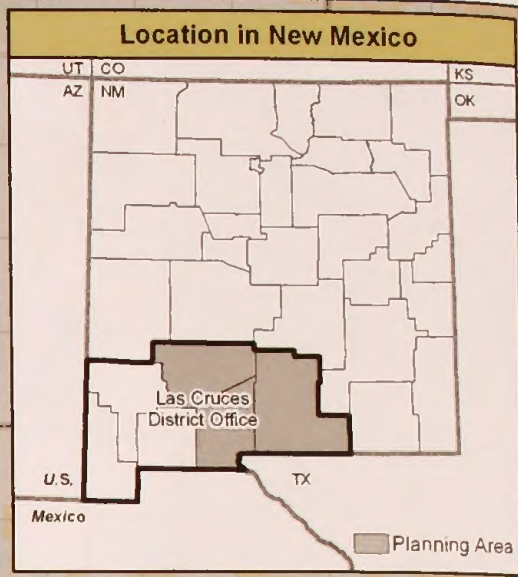 Location in New Mexico
UT CO
KS
AZ NM
OK
Las Cruces
District Office
U.S.
TX
Mexico
Planning Area